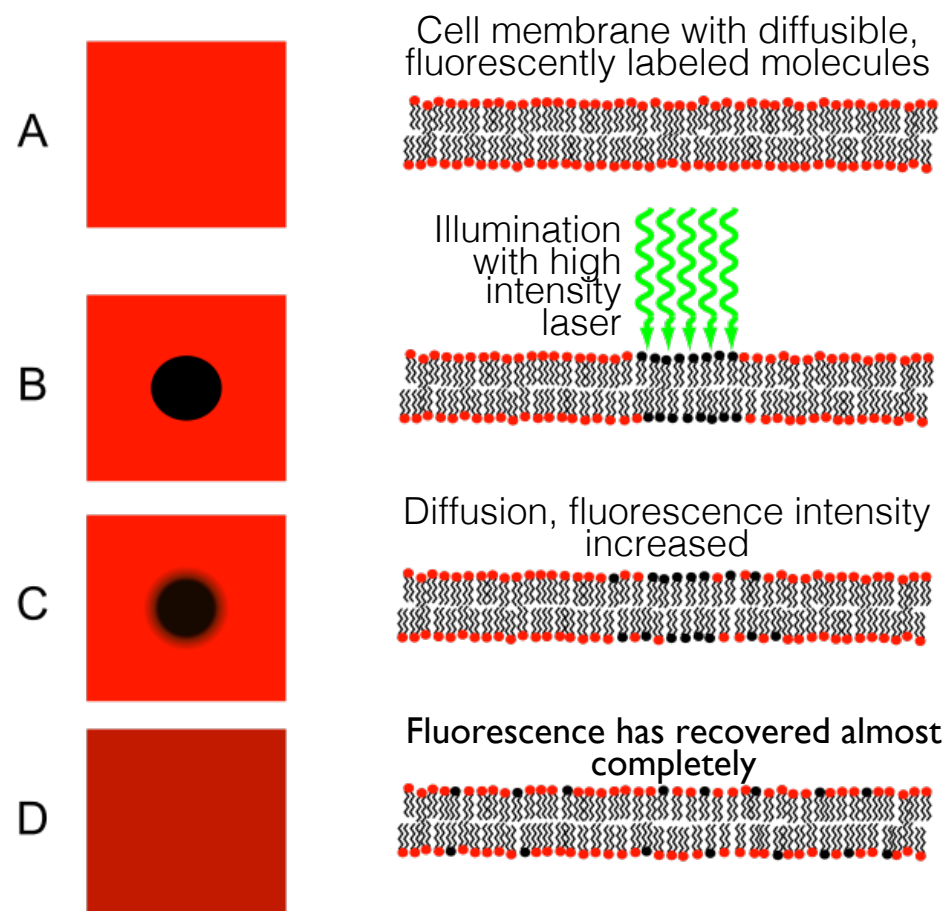 Cell membrane with diffusible,
fluorescently labeled molecules
A
Illumination
with high
intensity
laser
B
Diffusion, fluorescence intensity
increased
C
Fluorescence has recovered almost
completely
D